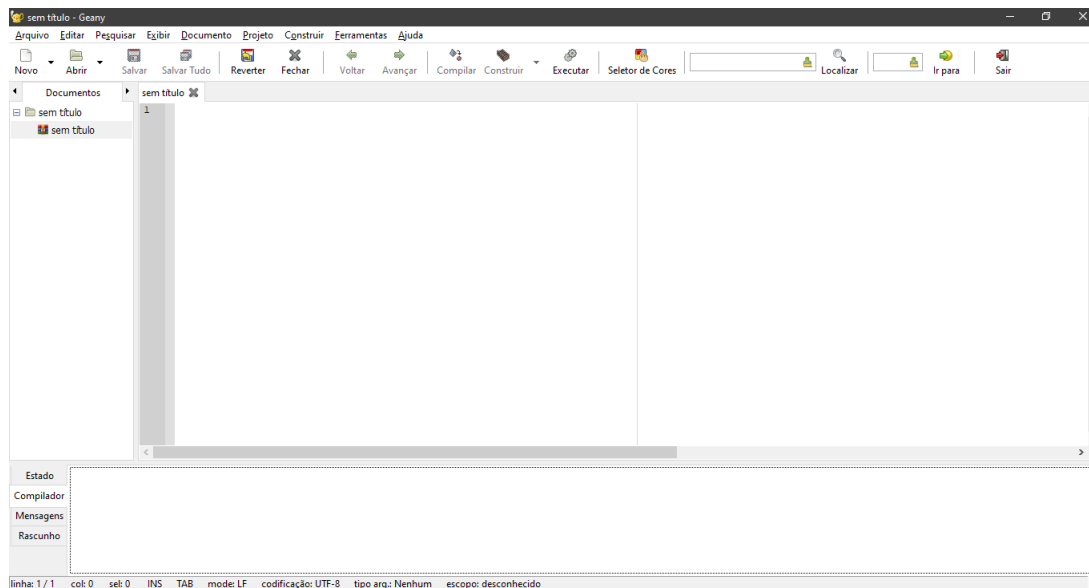 sem título - Geany
Arquivo Editar Pesquisar Exibir Documento Projeto Construir Ferramentas Ajuda
Novo Abrir Salvar Salvar Tudo Reverter Fechar Voltar Avançar Compilar Construir Executar Seletor de Cores Localizar Ir para Sair
Documentos sem título
sem título 1
sem título
Estado
Compilador
Mensagens
Rascunho
linha: 1 / 1 col: 0 sel: 0 INS TAB mode: LF codificação: UTF-8 tipo arq.: Nenhum escopo: desconhecido